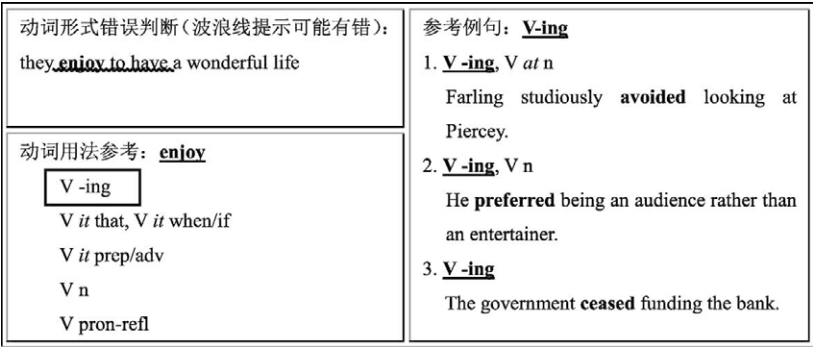 动词形式错误判断（波浪线提示可能有错）：
they enjoy to have a wonderful life
动词用法参考：enjoy
V -ing
V it that, V it when/if
V it prep/adv
V n
V pron-refl
参考例句：V-ing
1. V -ing, V at n
Farling studiously avoided looking at
Piercey.
2. V -ing, V n
He preferred being an audience rather than
an entertainer.
3. V -ing
The government ceased funding the bank.